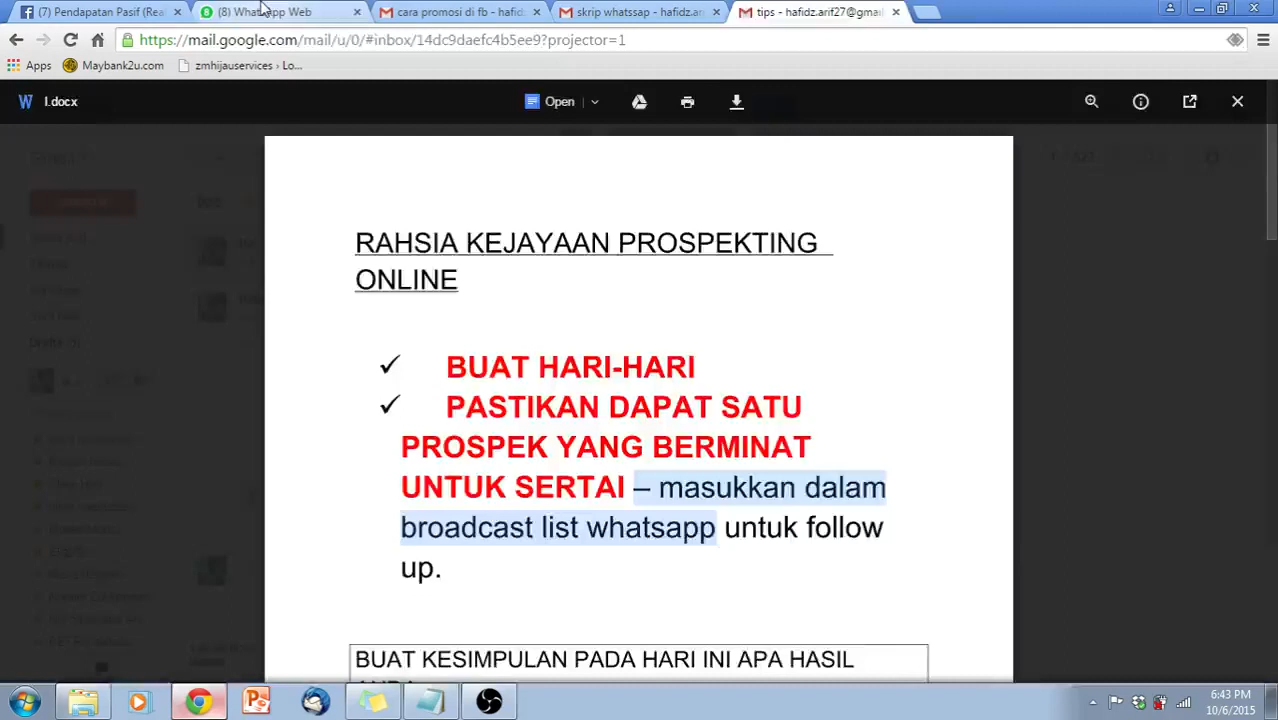 (7) Pendapatan Pasif (Rea
(8) WhatsApp Web
cara promosi di fb - hafidz
skrip whatssap - hafidz.ar
tips - hafidz.arif27@gmai
https://mail.google.com/mail/u/0/#inbox/14dc9daefc4b5ee9?projector=1
Apps
Maybank2u.com
zmhijauservices › Lo...
I.docx
Open
RAHSIA KEJAYAAN PROSPEKTING
ONLINE
✓ BUAT HARI-HARI
✓ PASTIKAN DAPAT SATU
PROSPEK YANG BERMINAT
UNTUK SERTAI – masukkan dalam
broadcast list whatsapp untuk follow
up.
BUAT KESIMPULAN PADA HARI INI APA HASIL
6:43 PM
10/6/2015